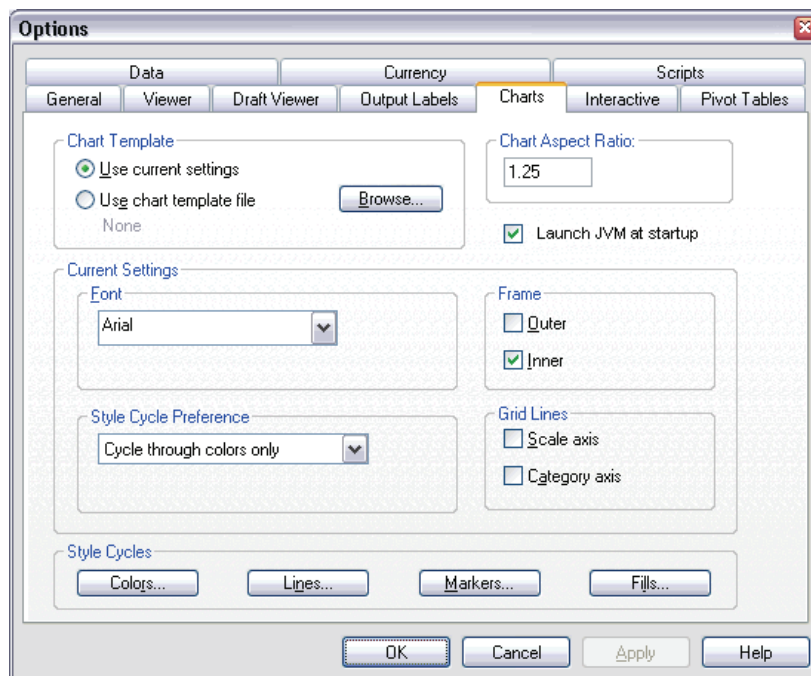 Options
Data Currency Scripts
General Viewer Draft Viewer Output Labels Charts Interactive Pivot Tables
Chart Template
Use current settings
Use chart template file
Browse...
None
Chart Aspect Ratio:
1.25
Launch JVM at startup
Current Settings
Font
Arial
Frame
Outer
Inner
Style Cycle Preference
Cycle through colors only
Grid Lines
Scale axis
Category axis
Style Cycles
Colors... Lines... Markers... Fills...
OK Cancel Apply Help